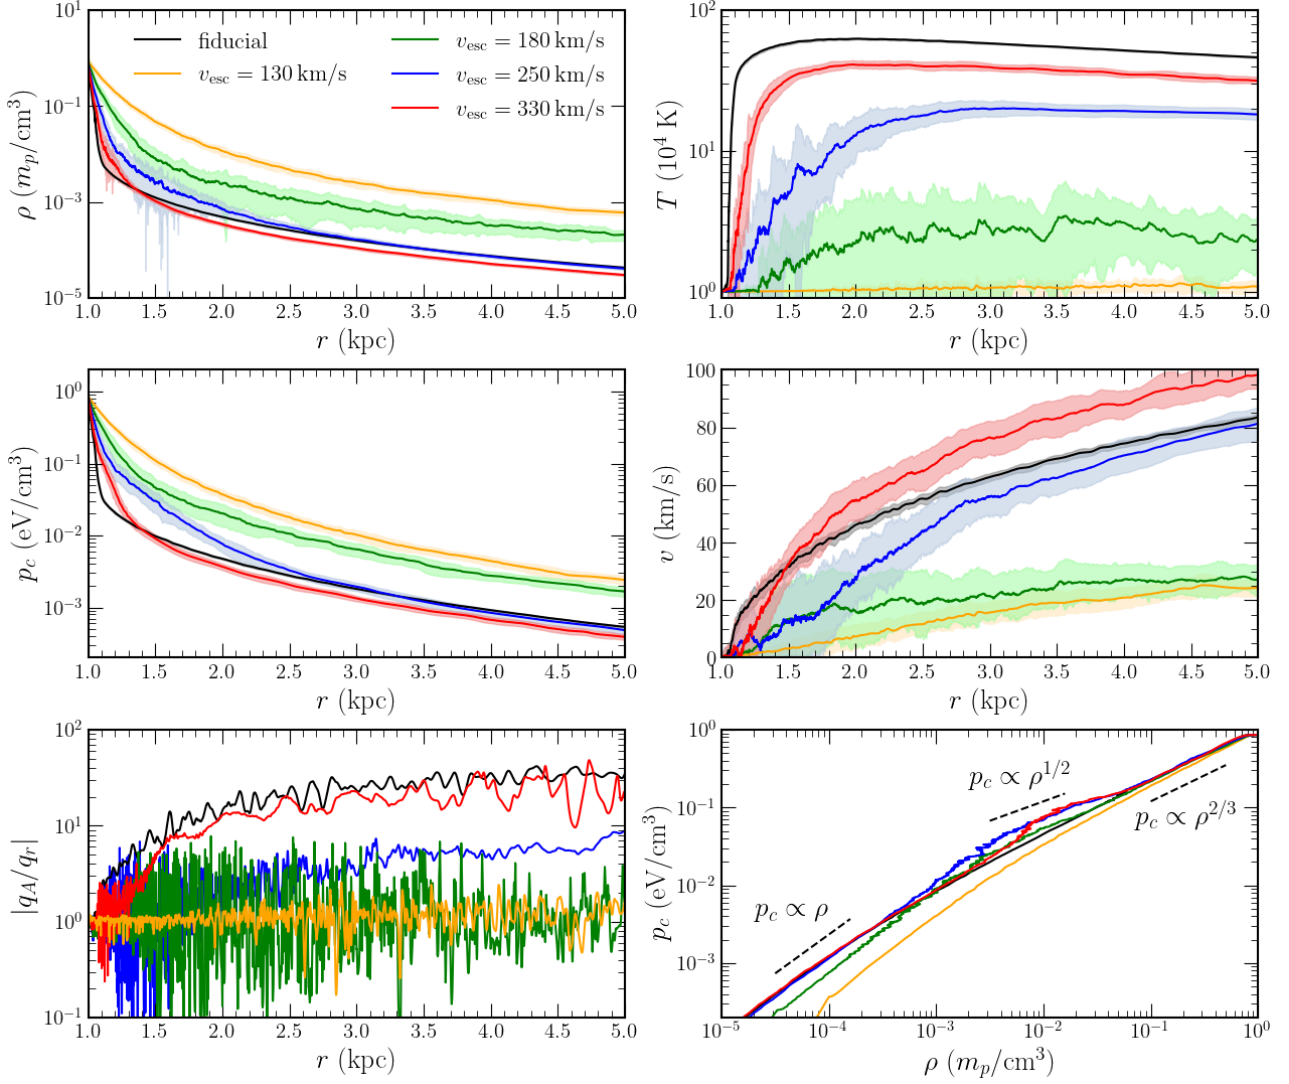 fiducial
v_esc = 130 km/s
v_esc = 180 km/s
v_esc = 250 km/s
v_esc = 330 km/s
10^1
10^-1
10^-3
10^-5
ρ (m_p/cm^3)
1.0 1.5 2.0 2.5 3.0 3.5 4.0 4.5 5.0
r (kpc)
10^2
10^1
10^0
T (10^4 K)
1.0 1.5 2.0 2.5 3.0 3.5 4.0 4.5 5.0
r (kpc)
10^0
10^-1
10^-2
10^-3
p_c (eV/cm^3)
1.0 1.5 2.0 2.5 3.0 3.5 4.0 4.5 5.0
r (kpc)
100
80
60
40
20
0
v (km/s)
1.0 1.5 2.0 2.5 3.0 3.5 4.0 4.5 5.0
r (kpc)
10^2
10^1
10^0
10^-1
|q_A/q_r|
1.0 1.5 2.0 2.5 3.0 3.5 4.0 4.5 5.0
r (kpc)
10^0
10^-1
10^-2
10^-3
p_c (eV/cm^3)
p_c ∝ ρ^1/2
p_c ∝ ρ^2/3
p_c ∝ ρ
10^-5 10^-4 10^-3 10^-2 10^-1 10^0
ρ (m_p/cm^3)